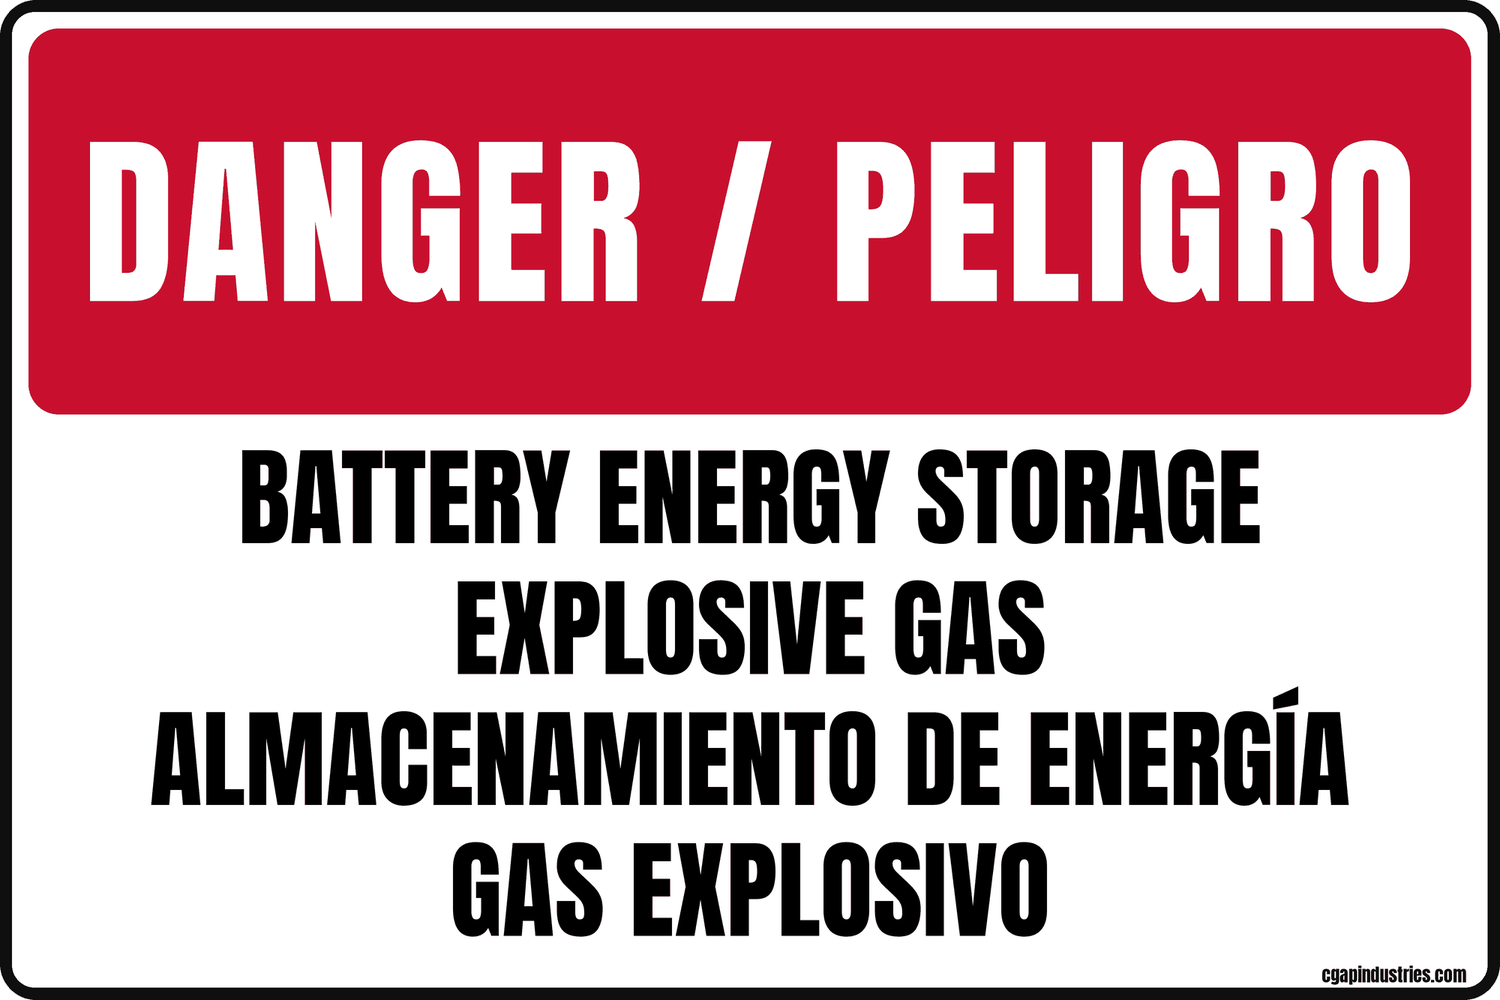 DANGER / PELIGRO
BATTERY ENERGY STORAGE
EXPLOSIVE GAS
ALMACENAMIENTO DE ENERGÍA
GAS EXPLOSIVO
cgapindustries.com